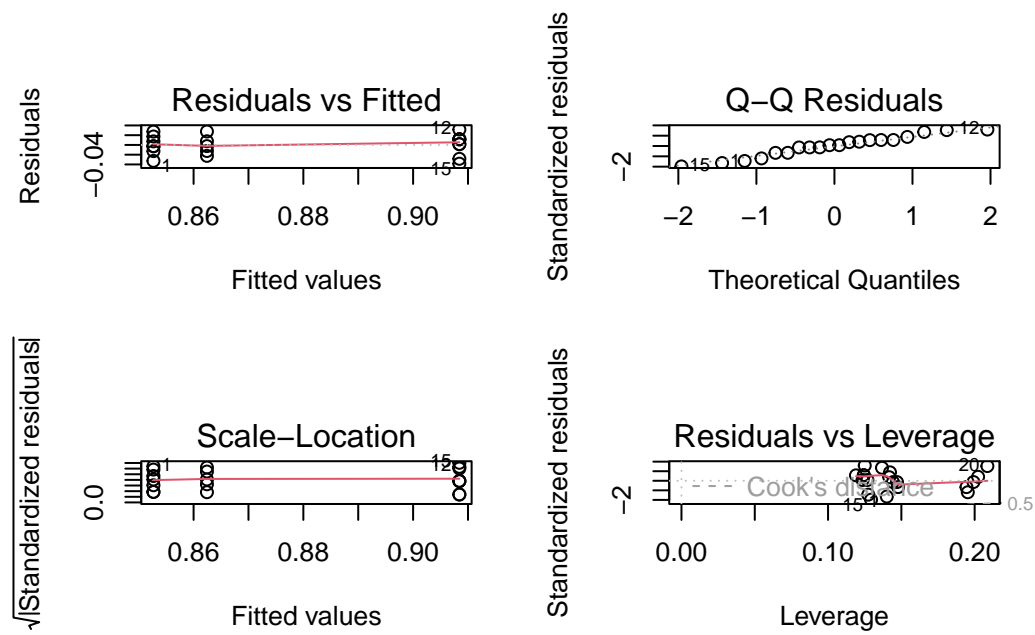 Residuals vs Fitted
Residuals
−0.04
12
1
15
0.86 0.88 0.90
Fitted values
Q−Q Residuals
Standardized residuals
−2
15
1
12
−2 −1 0 1 2
Theoretical Quantiles
Scale−Location
√|Standardized residuals|
0.0
1
15
12
0.86 0.88 0.90
Fitted values
Residuals vs Leverage
Standardized residuals
−2
20
Cook's distance
15
0.5
0.00 0.10 0.20
Leverage